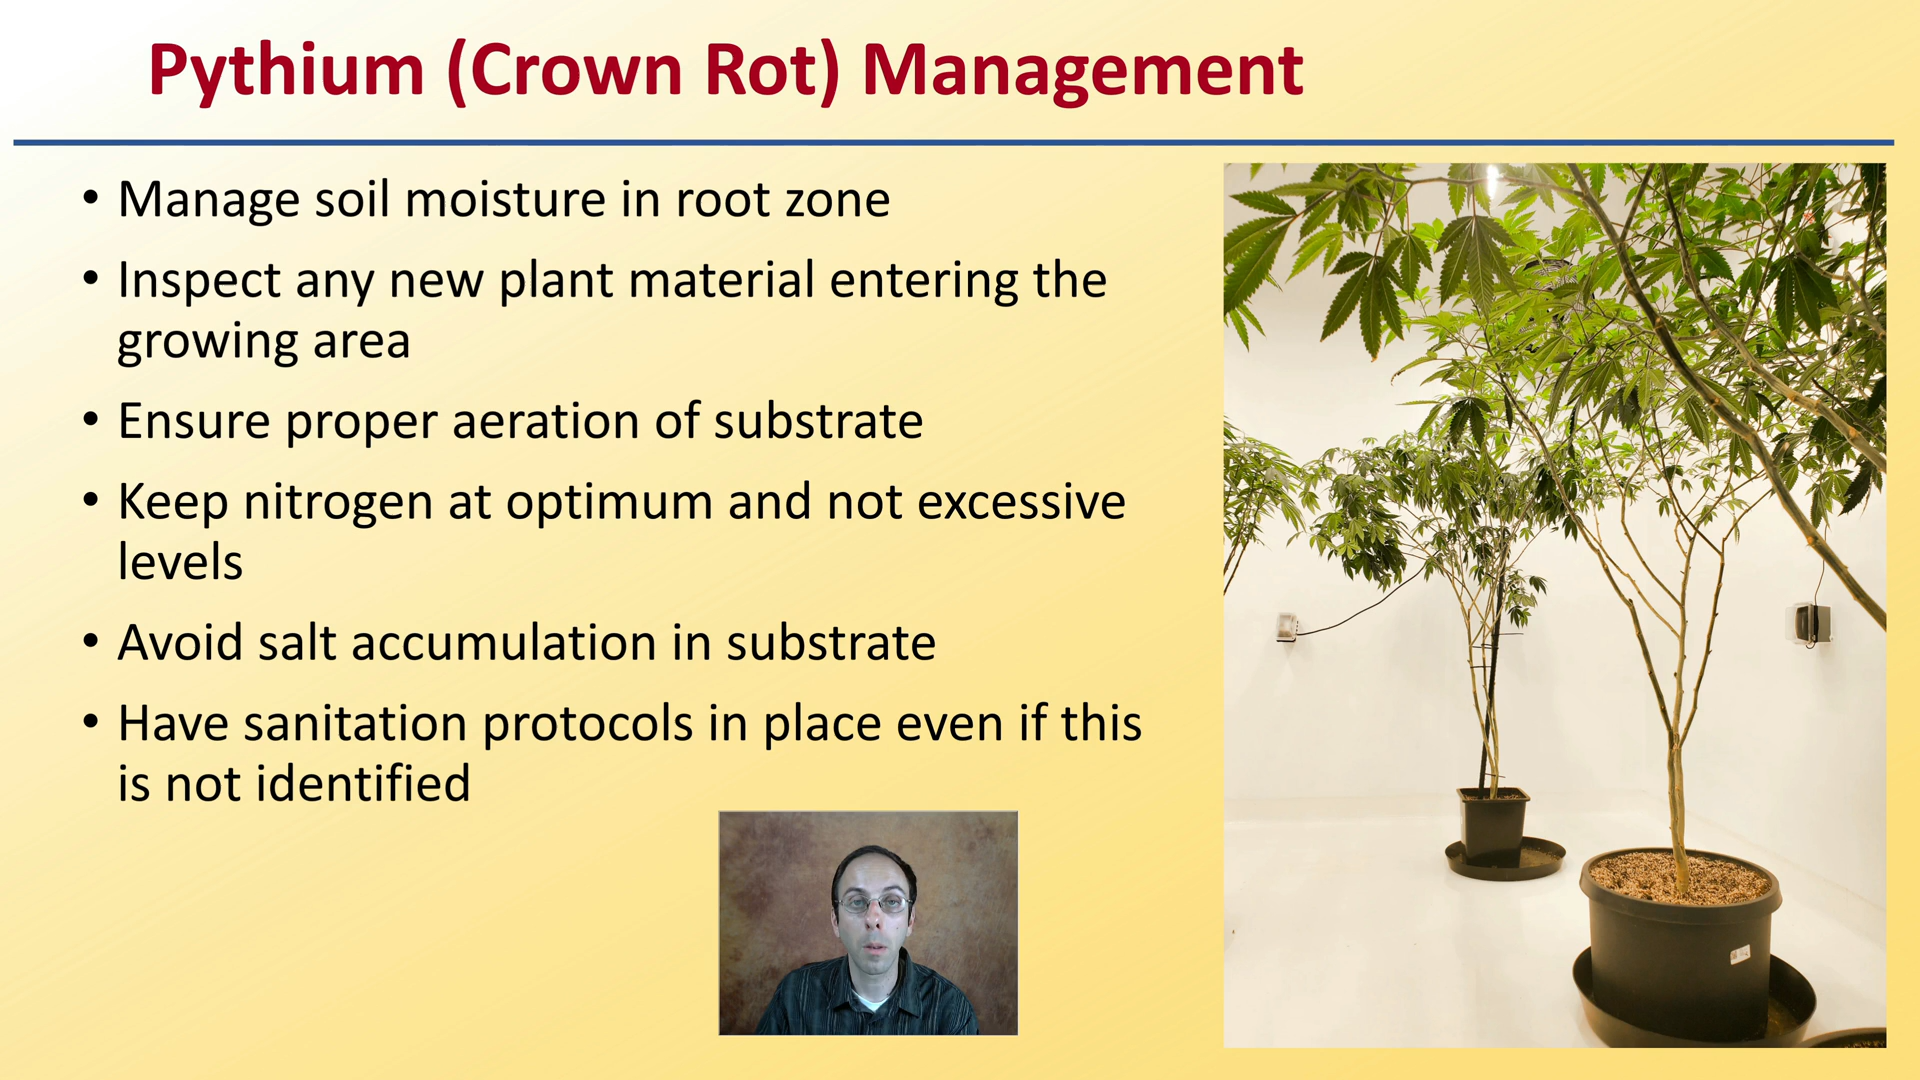 Pythium (Crown Rot) Management
• Manage soil moisture in root zone
• Inspect any new plant material entering the
growing area
• Ensure proper aeration of substrate
• Keep nitrogen at optimum and not excessive
levels
• Avoid salt accumulation in substrate
• Have sanitation protocols in place even if this
is not identified